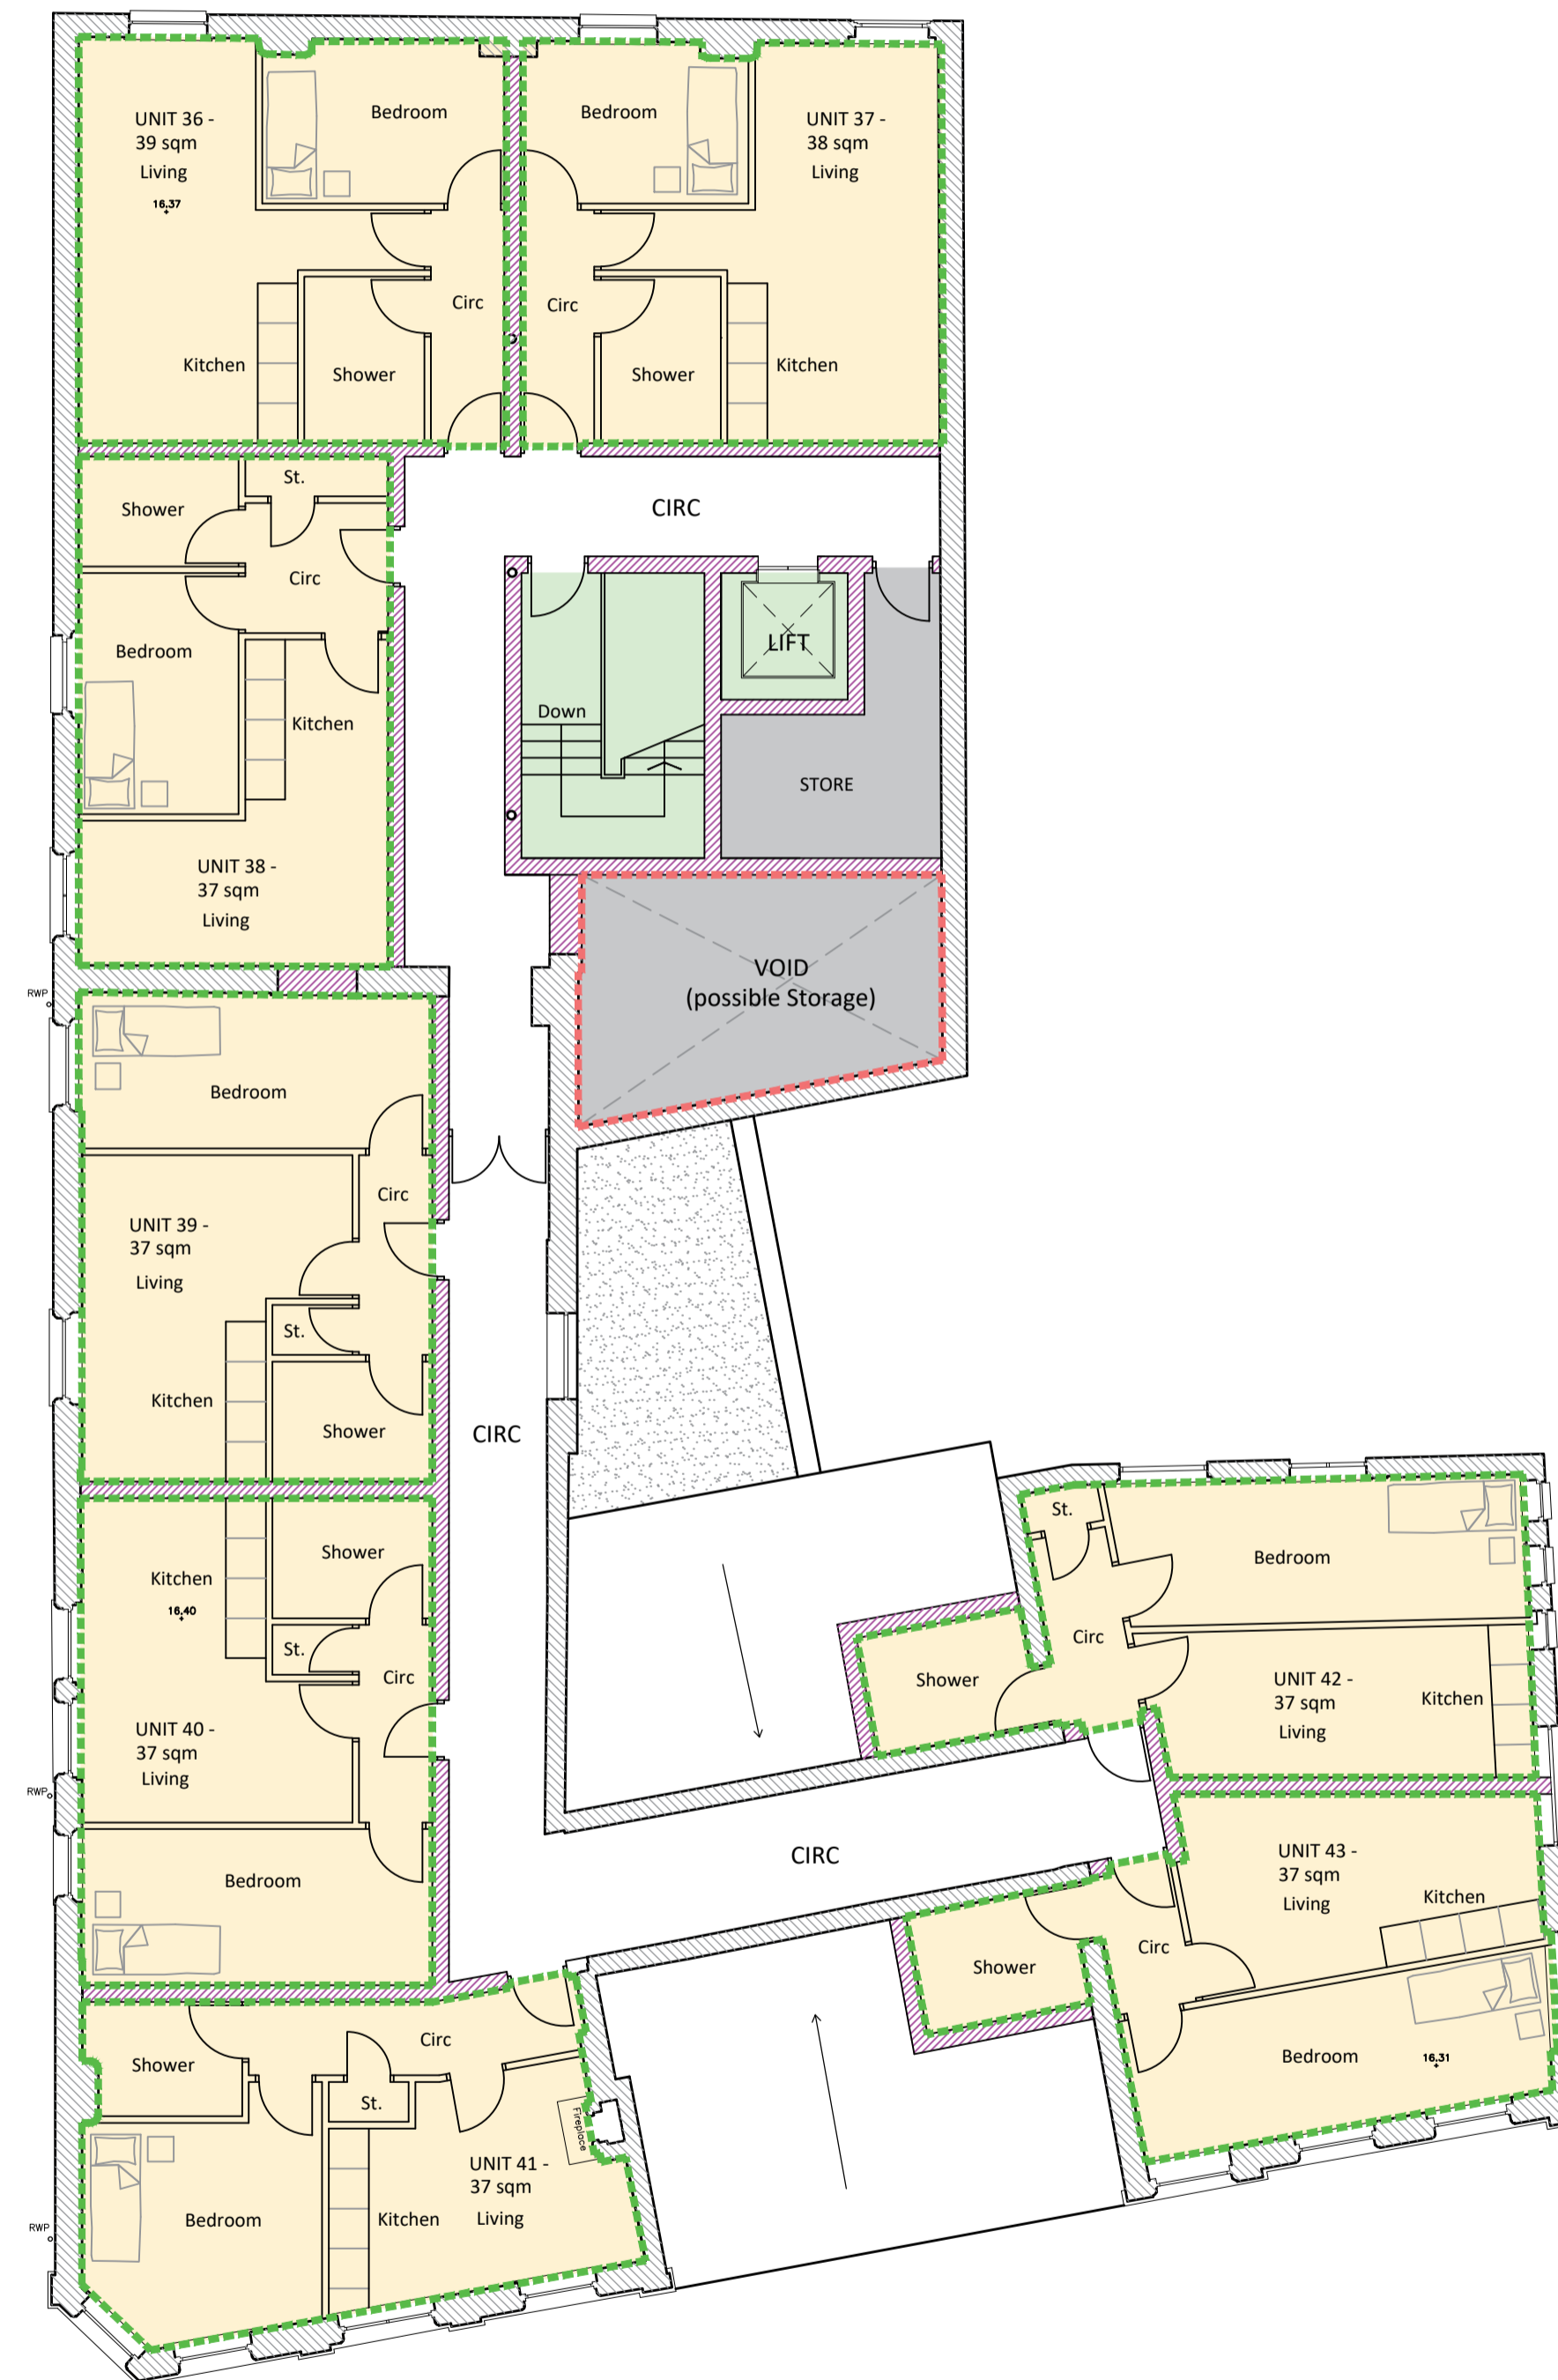 UNIT 36 -
39 sqm
Living
16.37
Bedroom
Kitchen
Shower
Circ
Bedroom
UNIT 37 -
38 sqm
Living
Circ
Shower
Kitchen
CIRC
St.
Shower
Circ
Bedroom
Kitchen
UNIT 38 -
37 sqm
Living
Down
LIFT
STORE
VOID
(possible Storage)
RWP
Bedroom
Circ
UNIT 39 -
37 sqm
Living
St.
Kitchen
Shower
CIRC
Shower
Kitchen
16.40
St.
Circ
UNIT 40 -
37 sqm
Living
RWP
Bedroom
St.
Bedroom
Circ
Shower
UNIT 42 -
37 sqm
Living
Kitchen
CIRC
UNIT 43 -
37 sqm
Living
Kitchen
Circ
Shower
Bedroom
16.31
Circ
Shower
St.
Fireplace
UNIT 41 -
37 sqm
Living
Kitchen
Bedroom
RWP